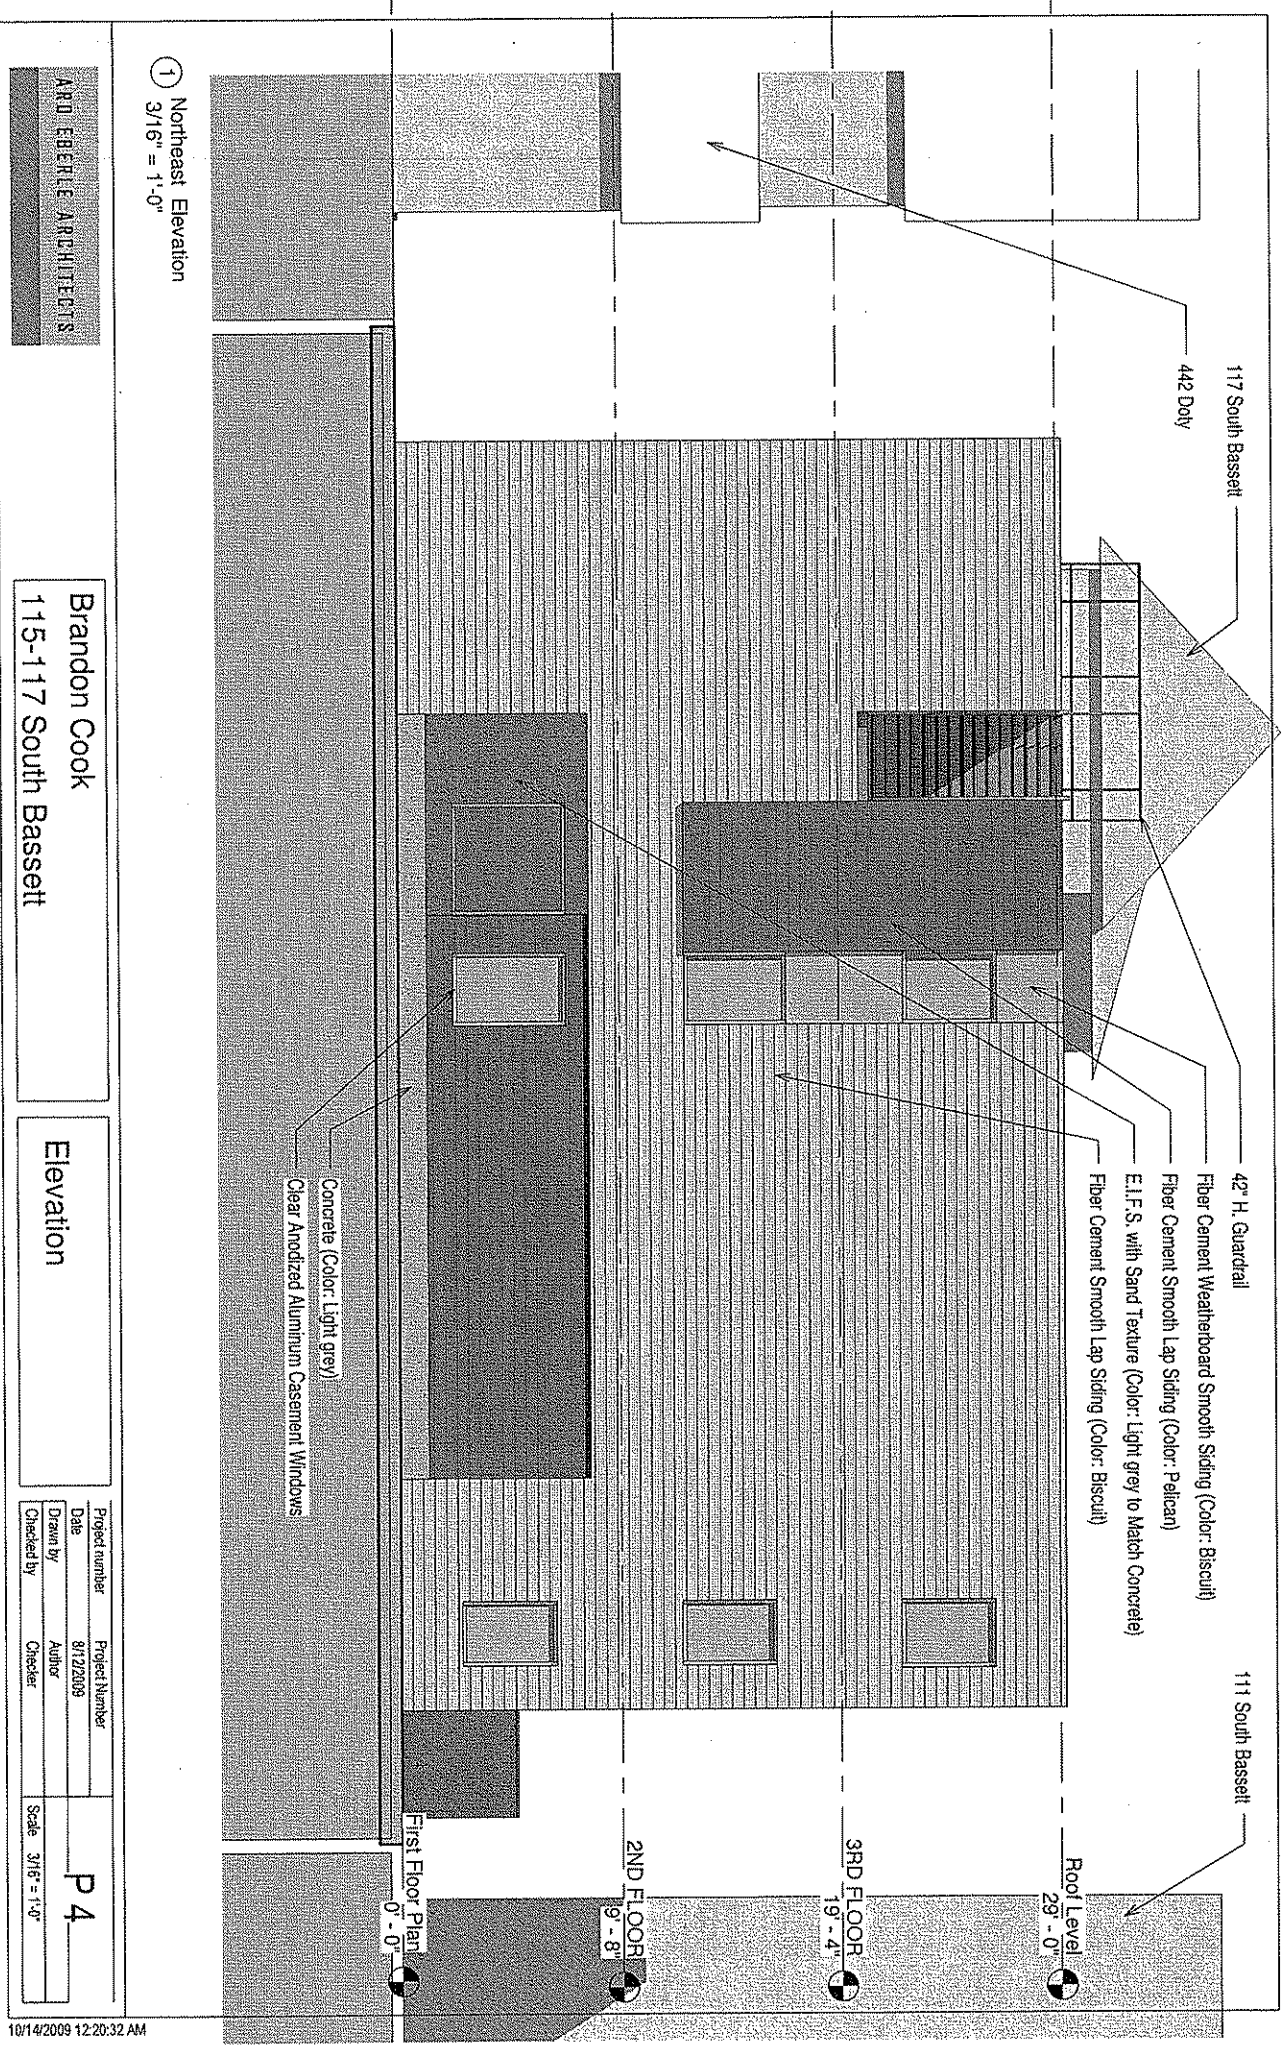 117 South Bassett
442 Doty
42" H. Guardrail
Fiber Cement Weatherboard Smooth Siding (Color: Biscuit)
Fiber Cement Smooth Lap Siding (Color: Pelican)
E.I.F.S. with Sand Texture (Color: Light grey to Match Concrete)
Fiber Cement Smooth Lap Siding (Color: Biscuit)
111 South Bassett
Roof Level
29' - 0"
3RD FLOOR
19' - 4"
2ND FLOOR
9' - 8"
First Floor Plan
0' - 0"
Concrete (Color: Light grey)
Clear Anodized Aluminum Casement Windows
1 Northeast Elevation
3/16" = 1'-0"
ARO EBERLE ARCHITECTS
Brandon Cook
115-117 South Bassett
Elevation
Project number Project Number
Date 8/12/2009
Drawn by Author
Checked by Checker
P 4
Scale 3/16" = 1'-0"
10/14/2009 12:20:32 AM